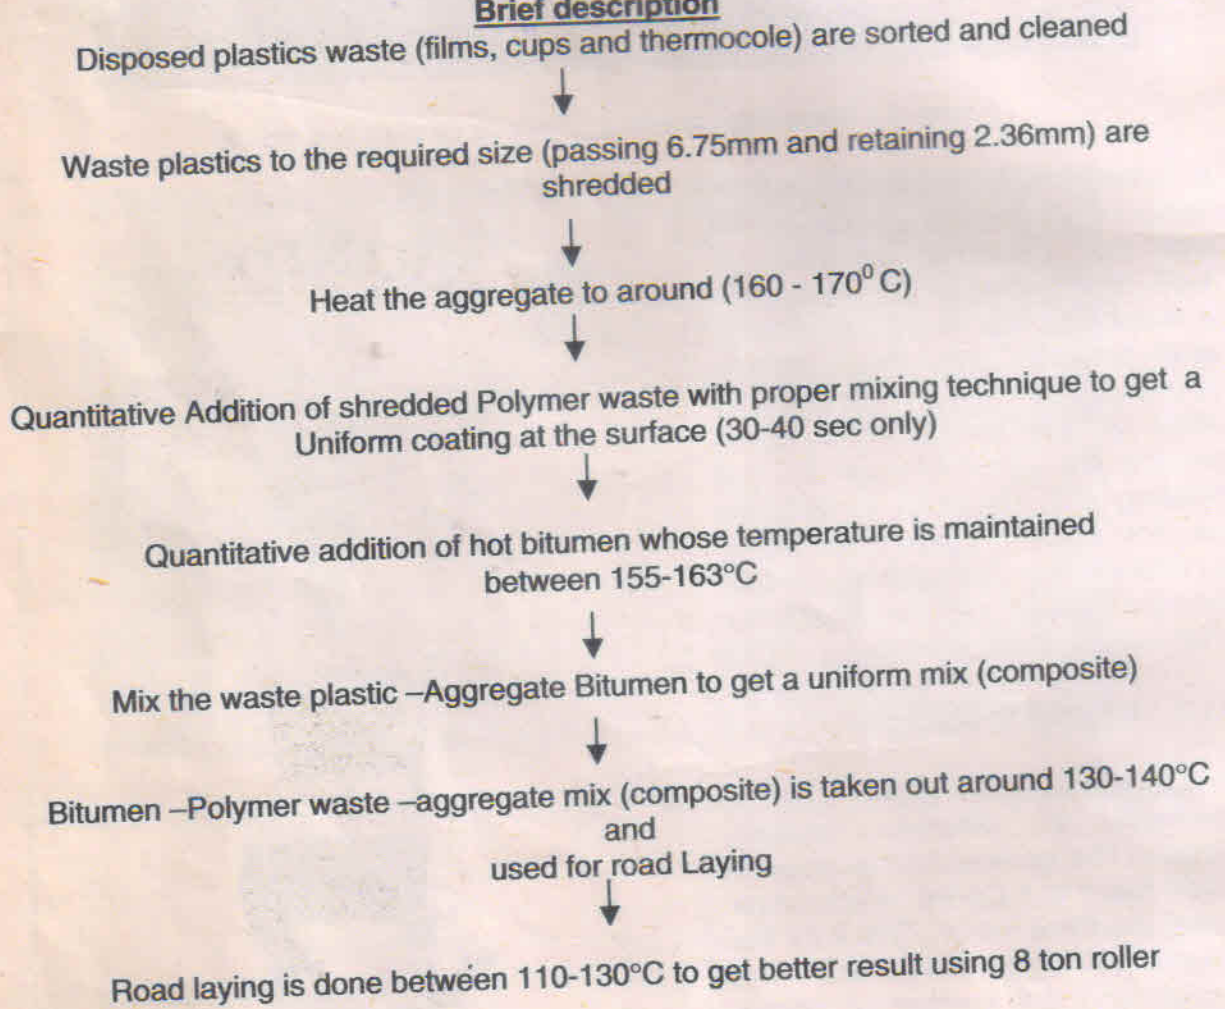 Brief description
Disposed plastics waste (films, cups and thermocole) are sorted and cleaned
Waste plastics to the required size (passing 6.75mm and retaining 2.36mm) are
shredded
Heat the aggregate to around (160 - 170⁰ C)
Quantitative Addition of shredded Polymer waste with proper mixing technique to get a
Uniform coating at the surface (30-40 sec only)
Quantitative addition of hot bitumen whose temperature is maintained
between 155-163°C
Mix the waste plastic –Aggregate Bitumen to get a uniform mix (composite)
Bitumen –Polymer waste –aggregate mix (composite) is taken out around 130-140°C
and
used for road Laying
Road laying is done between 110-130°C to get better result using 8 ton roller